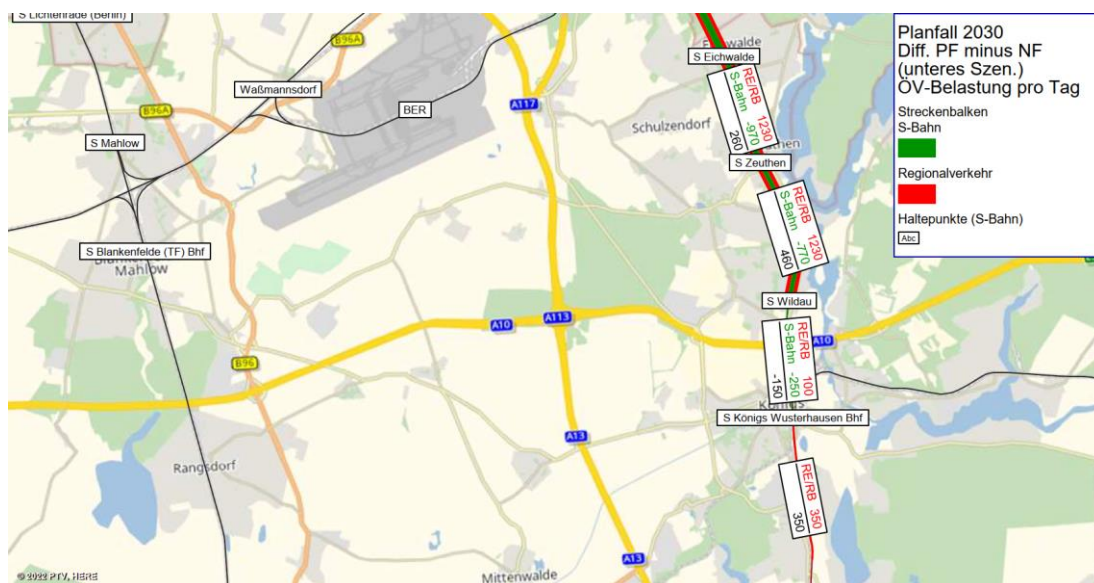 S Lichtenrade (Berlin)
B96A
Planfall 2030
Diff. PF minus NF
(unteres Szen.)
ÖV-Belastung pro Tag
Streckenbalken
S-Bahn
Regionalverkehr
Haltepunkte (S-Bahn)
Abc
S Eichwalde
Waßmannsdorf
BER
A117
B96A
RE/RB 1230
S-Bahn -970
260
Schulzendorf
S Mahlow
S Zeuthen
RE/RB 1230
S-Bahn -770
460
S Blankenfelde (TF) Bhf
Mahlow
S Wildau
A10
A113
A10
RE/RB 100
S-Bahn -250
-150
B96
S Königs Wusterhausen Bhf
A13
Rangsdorf
RE/RB 350
350
A13
Mittenwalde
© 2022 PTV, HERE